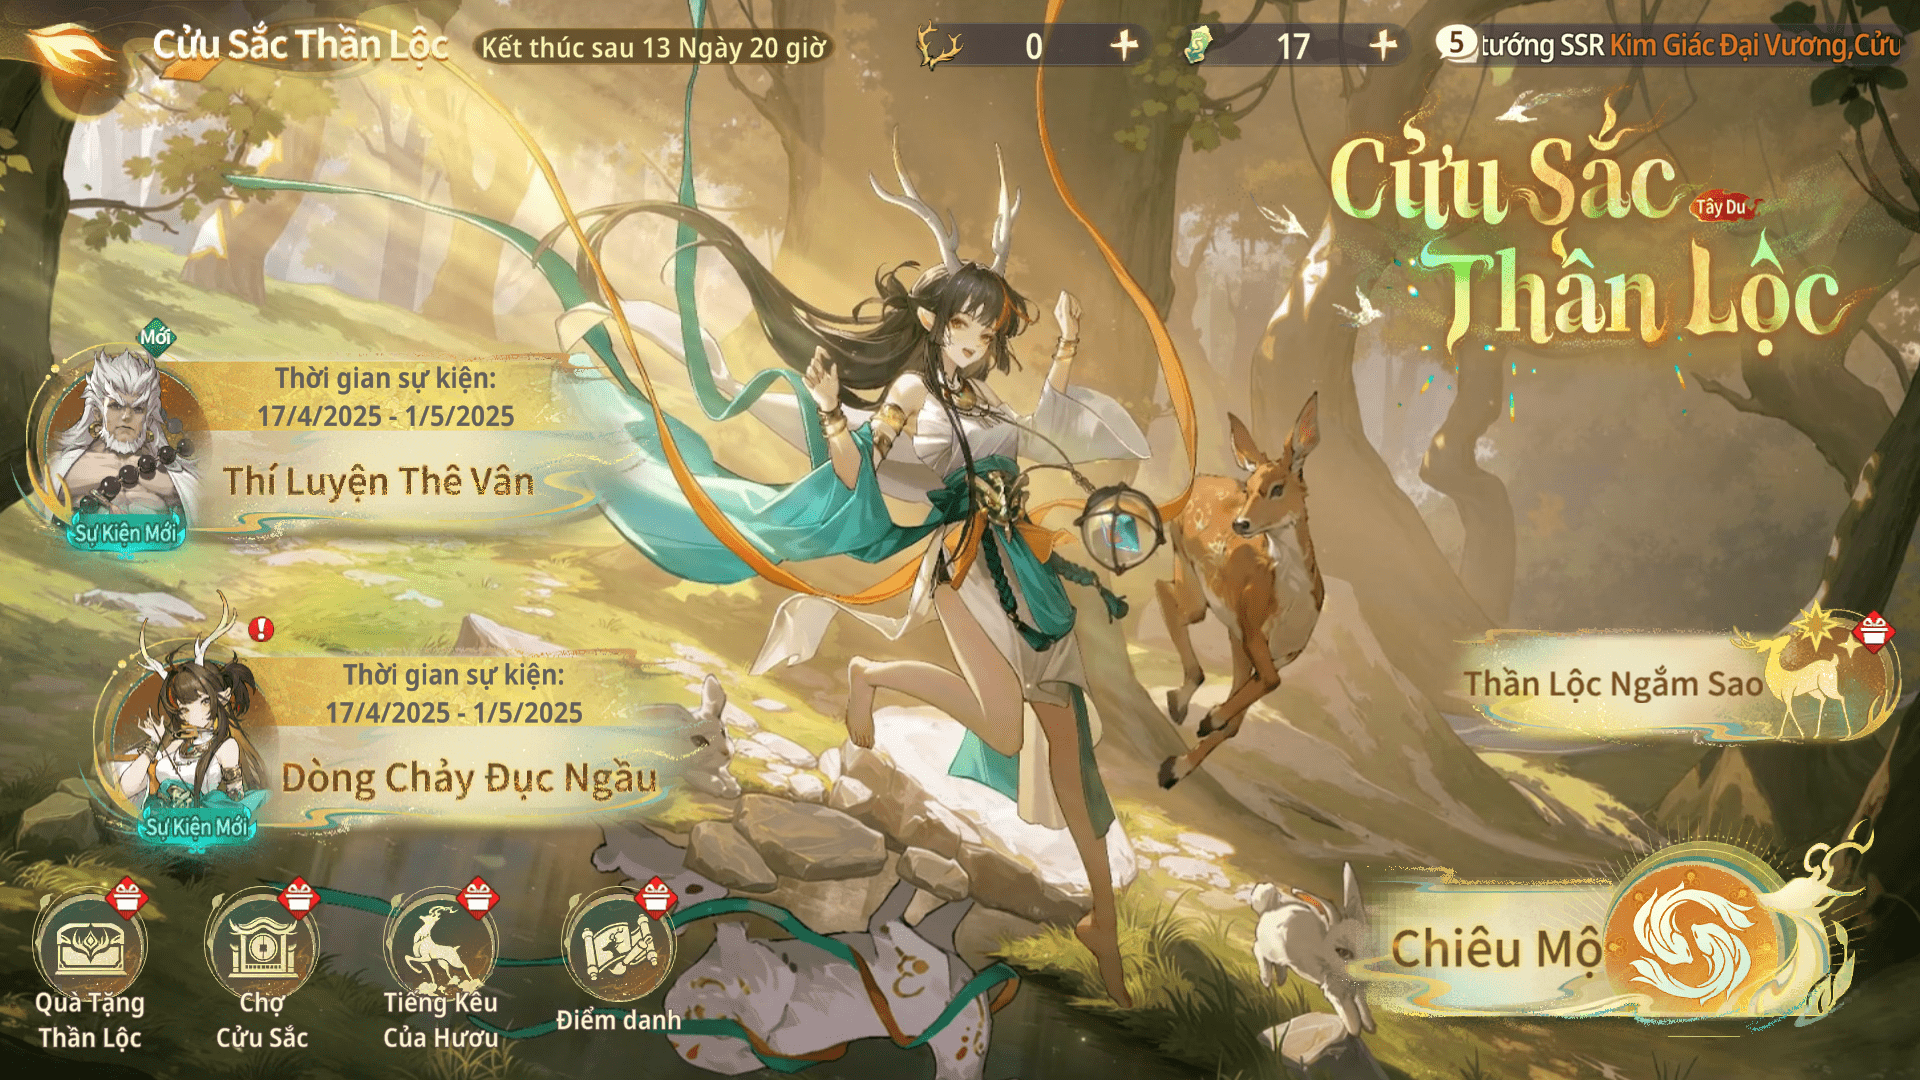 Cửu Sắc Thần Lộc
Kết thúc sau 13 Ngày 20 giờ
0
17
5
tướng SSR Kim Giác Đại Vương,Cửu
Cửu Sắc
Tây Du
Thần Lộc
Mới
Thời gian sự kiện:
17/4/2025 - 1/5/2025
Thí Luyện Thê Vân
Sự Kiện Mới
Thời gian sự kiện:
17/4/2025 - 1/5/2025
Dòng Chảy Đục Ngầu
Sự Kiện Mới
Thần Lộc Ngắm Sao
Chiêu Mộ
Quà Tặng
Thần Lộc
Chợ
Cửu Sắc
Tiếng Kêu
Của Hươu
Điểm danh